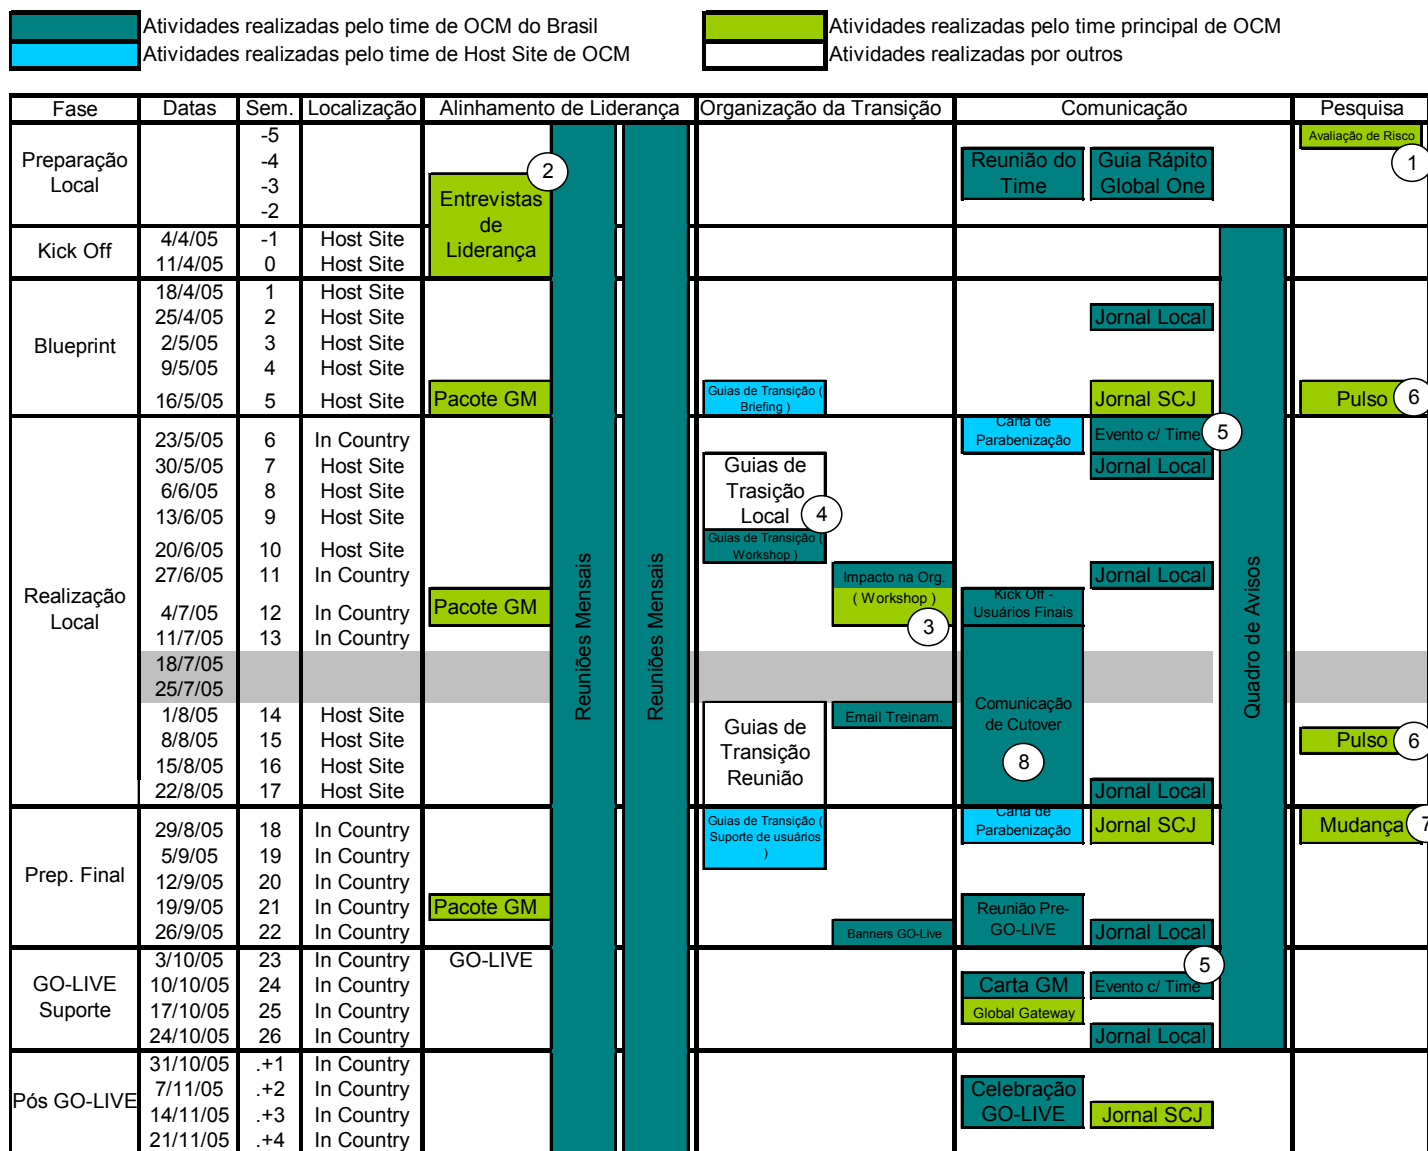 Atividades realizadas pelo time de OCM do Brasil
Atividades realizadas pelo time principal de OCM
Atividades realizadas pelo time de Host Site de OCM
Atividades realizadas por outros
Fase Datas Sem. Localização Alinhamento de Liderança Organização da Transição Comunicação Pesquisa
Preparação
Local
-5
-4
-3
-2
Entrevistas
de
Liderança
2
Reunião do
Time
Guia Rápito
Global One
Avaliação de Risco
1
Kick Off
4/4/05 -1 Host Site
11/4/05 0 Host Site
Blueprint
18/4/05 1 Host Site
25/4/05 2 Host Site
Jornal Local
2/5/05 3 Host Site
9/5/05 4 Host Site
16/5/05 5 Host Site
Pacote GM
Guias de Transição (
Briefing )
Jornal SCJ
Pulso
6
Realização
Local
23/5/05 6 In Country
Carta de
Parabenização
Evento c/ Time
5
30/5/05 7 Host Site
Jornal Local
6/6/05 8 Host Site
13/6/05 9 Host Site
Guias de
Trasição
Local
4
20/6/05 10 Host Site
Guias de Transição (
Workshop )
27/6/05 11 In Country
Impacto na Org.
( Workshop )
3
Jornal Local
4/7/05 12 In Country
Pacote GM
Kick Off -
Usuários Finais
11/7/05 13 In Country
18/7/05
25/7/05
Reuniões Mensais
Reuniões Mensais
Quadro de Avisos
Comunicação
de Cutover
8
1/8/05 14 Host Site
Email Treinam.
8/8/05 15 Host Site
Guias de
Transição
Reunião
Pulso
6
15/8/05 16 Host Site
22/8/05 17 Host Site
Jornal Local
Prep. Final
29/8/05 18 In Country
Guias de Transição (
Suporte de usuários
)
Carta de
Parabenização
Jornal SCJ
Mudança
7
5/9/05 19 In Country
12/9/05 20 In Country
19/9/05 21 In Country
Pacote GM
Reunião Pre-
GO-LIVE
26/9/05 22 In Country
Banners GO-Live
Jornal Local
GO-LIVE
Suporte
3/10/05 23 In Country
GO-LIVE
5
10/10/05 24 In Country
Carta GM
Evento c/ Time
17/10/05 25 In Country
Global Gateway
24/10/05 26 In Country
Jornal Local
Pós GO-LIVE
31/10/05 .+1 In Country
7/11/05 .+2 In Country
Celebração
GO-LIVE
14/11/05 .+3 In Country
Jornal SCJ
21/11/05 .+4 In Country